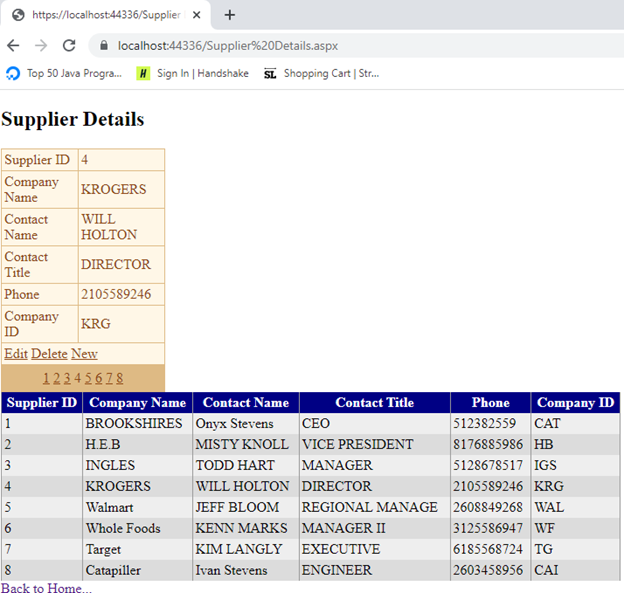 https://localhost:44336/Supplier
localhost:44336/Supplier%20Details.aspx
Top 50 Java Progra... H Sign In | Handshake SL Shopping Cart | Str...
Supplier Details
Supplier ID 4
Company
Name KROGERS
Contact WILL
Name HOLTON
Contact
Title DIRECTOR
Phone 2105589246
Company
ID KRG
Edit Delete New
1 2 3 4 5 6 7 8
Supplier ID Company Name Contact Name Contact Title Phone Company ID
1 BROOKSHIRES Onyx Stevens CEO 512382559 CAT
2 H.E.B MISTY KNOLL VICE PRESIDENT 8176885986 HB
3 INGLES TODD HART MANAGER 5128678517 IGS
4 KROGERS WILL HOLTON DIRECTOR 2105589246 KRG
5 Walmart JEFF BLOOM REGIONAL MANAGE 2608849268 WAL
6 Whole Foods KENN MARKS MANAGER II 3125586947 WF
7 Target KIM LANGLY EXECUTIVE 6185568724 TG
8 Catapiller Ivan Stevens ENGINEER 2603458956 CAI
Back to Home...